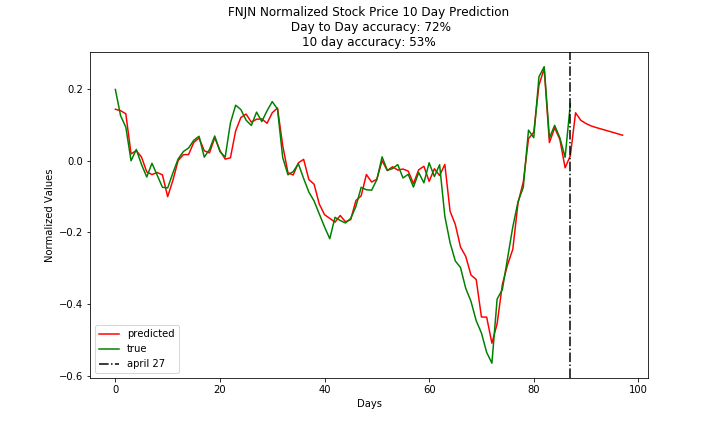 FNJN Normalized Stock Price 10 Day Prediction
Day to Day accuracy: 72%
10 day accuracy: 53%
Normalized Values
0.2
0.0
−0.2
−0.4
−0.6
predicted
true
april 27
0
20
40
60
80
100
Days